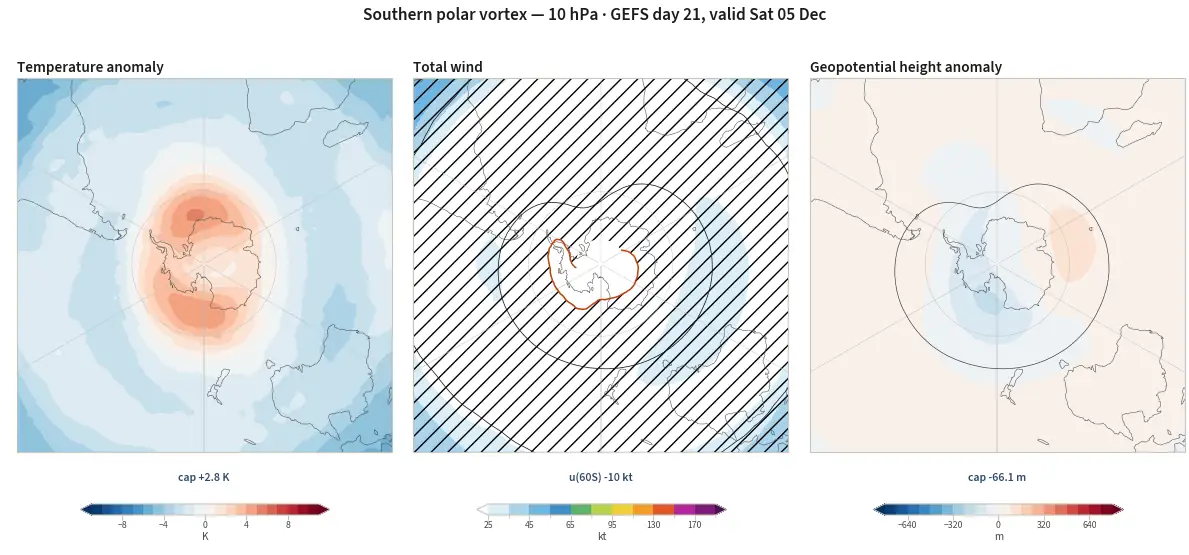 Southern polar vortex — 10 hPa · GEFS day 21, valid Sat 05 Dec
Temperature anomaly
Total wind
Geopotential height anomaly
cap +2.8 K
u(60S) -10 kt
cap -66.1 m
−8 −4 0 4 8
K
25 45 65 95 130 170
kt
−640 −320 0 320 640
m